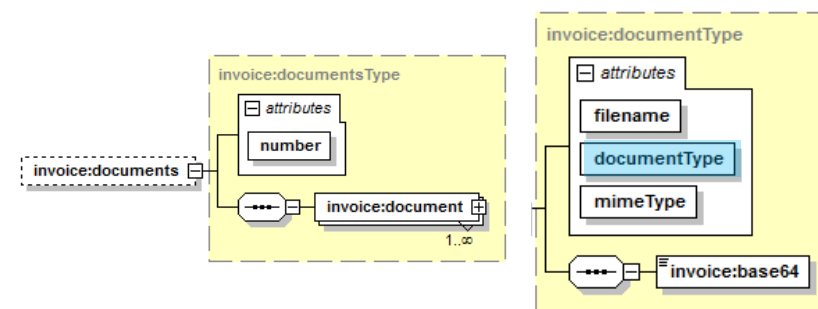 invoice:documentsType
attributes
number
invoice:documents
invoice:document
1..∞
invoice:documentType
attributes
filename
documentType
mimeType
invoice:base64